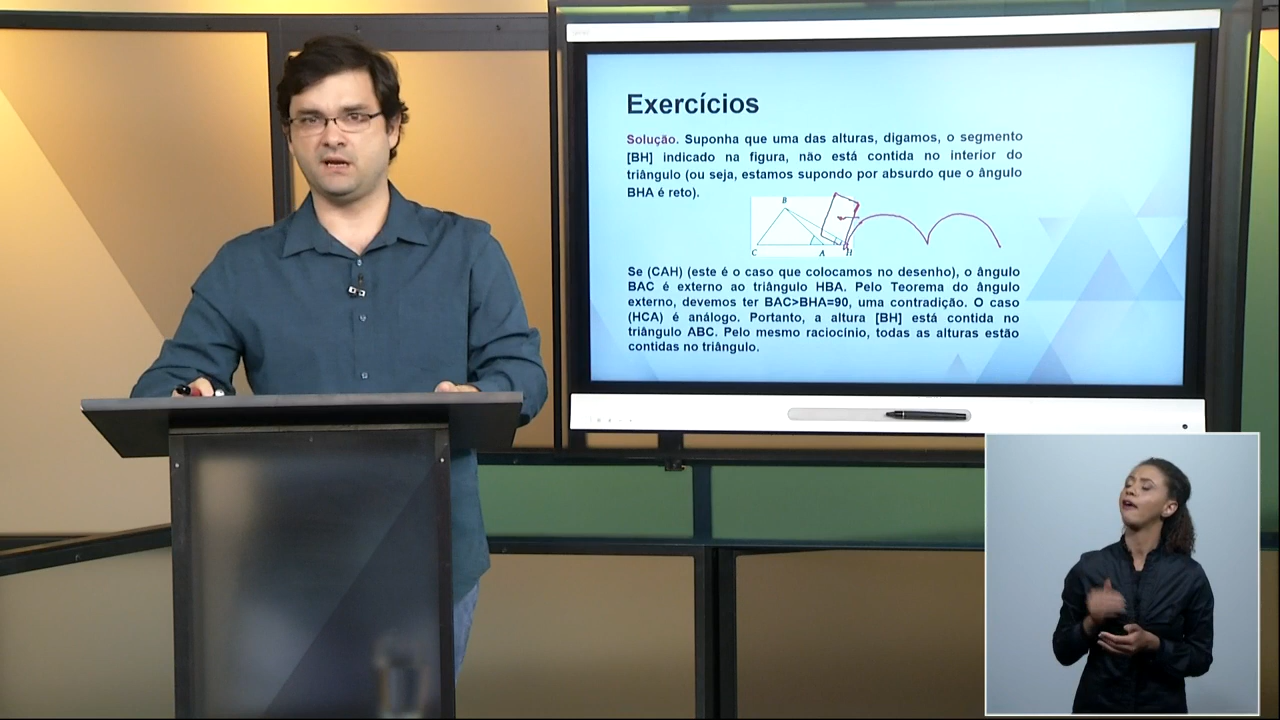 Exercícios
Solução. Suponha que uma das alturas, digamos, o segmento
[BH] indicado na figura, não está contida no interior do
triângulo (ou seja, estamos supondo por absurdo que o ângulo
BHA é reto).
B
C
A
H
Se (CAH) (este é o caso que colocamos no desenho), o ângulo
BAC é externo ao triângulo HBA. Pelo Teorema do ângulo
externo, devemos ter BAC>BHA=90, uma contradição. O caso
(HCA) é análogo. Portanto, a altura [BH] está contida no
triângulo ABC. Pelo mesmo raciocínio, todas as alturas estão
contidas no triângulo.